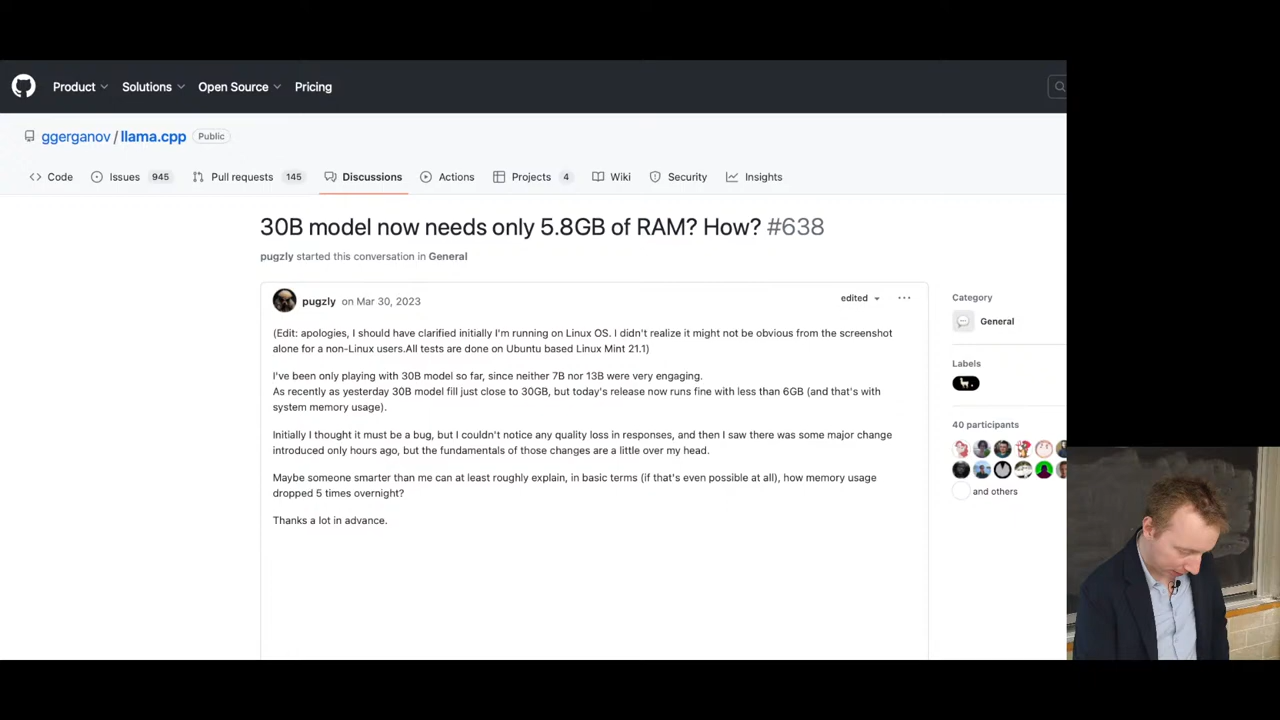 Product Solutions Open Source Pricing
ggerganov / llama.cpp Public
Code Issues 945 Pull requests 145 Discussions Actions Projects 4 Wiki Security Insights
30B model now needs only 5.8GB of RAM? How? #638
pugzly started this conversation in General
pugzly on Mar 30, 2023 edited
(Edit: apologies, I should have clarified initially I'm running on Linux OS. I didn't realize it might not be obvious from the screenshot
alone for a non-Linux users.All tests are done on Ubuntu based Linux Mint 21.1)
I've been only playing with 30B model so far, since neither 7B nor 13B were very engaging.
As recently as yesterday 30B model fill just close to 30GB, but today's release now runs fine with less than 6GB (and that's with
system memory usage).
Initially I thought it must be a bug, but I couldn't notice any quality loss in responses, and then I saw there was some major change
introduced only hours ago, but the fundamentals of those changes are a little over my head.
Maybe someone smarter than me can at least roughly explain, in basic terms (if that's even possible at all), how memory usage
dropped 5 times overnight?
Thanks a lot in advance.
Category
General
Labels
40 participants
and others